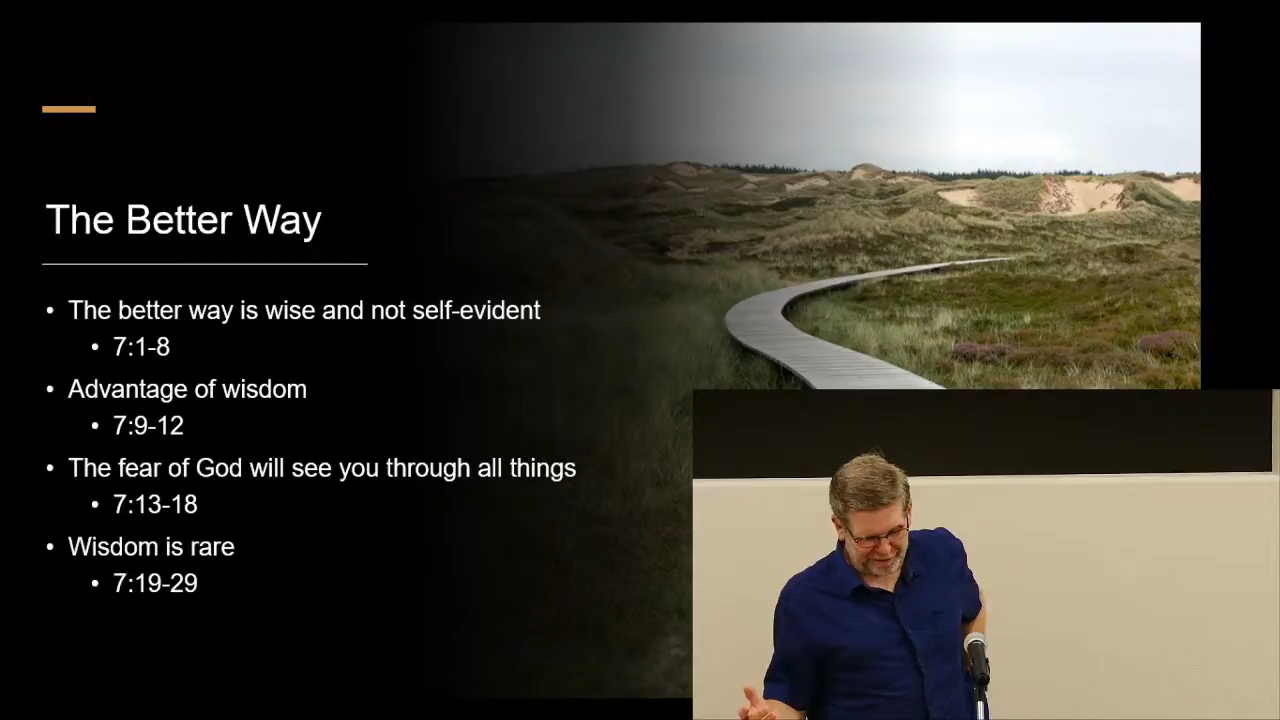 The Better Way
• The better way is wise and not self-evident
• 7:1-8
• Advantage of wisdom
• 7:9-12
• The fear of God will see you through all things
• 7:13-18
• Wisdom is rare
• 7:19-29